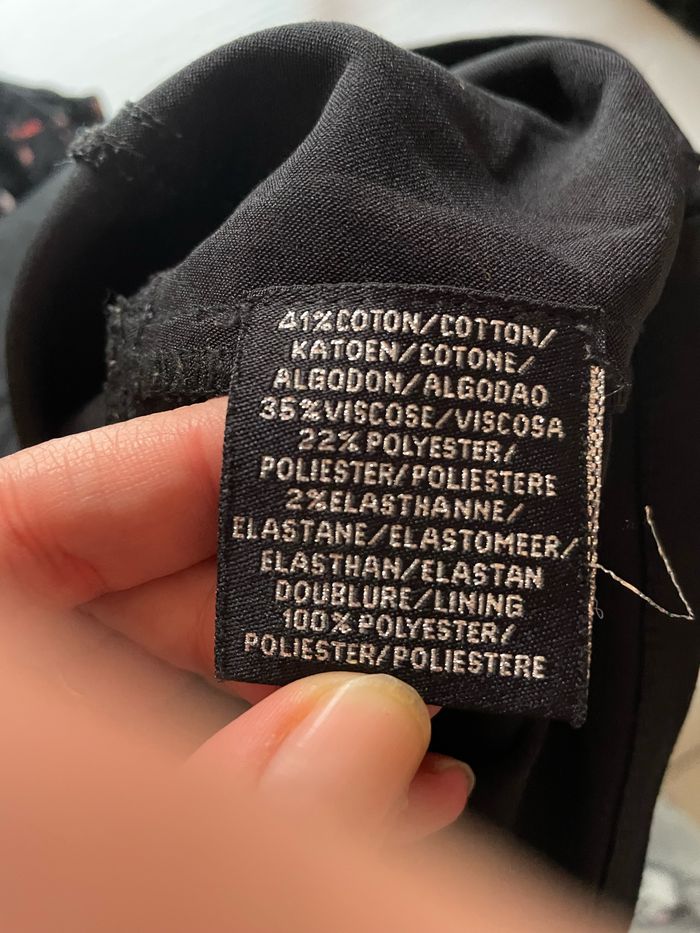 41%COTON/COTTON/
KATOEN/COTONE/
ALGODON/ALGODAO
35%VISCOSE/VISCOSA
22% POLYESTER/
POLIESTER/POLIESTERE
2%ELASTHANNE/
ELASTANE/ELASTOMEER/
ELASTHAN/ELASTAN
DOUBLURE/LINING
100% POLYESTER/
POLIESTER/POLIESTERE